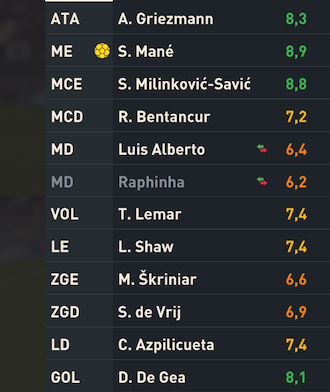 ATA A. Griezmann 8,3
ME S. Mané 8,9
MCE S. Milinković-Savić 8,8
MCD R. Bentancur 7,2
MD Luis Alberto 6,4
MD Raphinha 6,2
VOL T. Lemar 7,4
LE L. Shaw 7,4
ZGE M. Škriniar 6,6
ZGD S. de Vrij 6,9
LD C. Azpilicueta 7,4
GOL D. De Gea 8,1